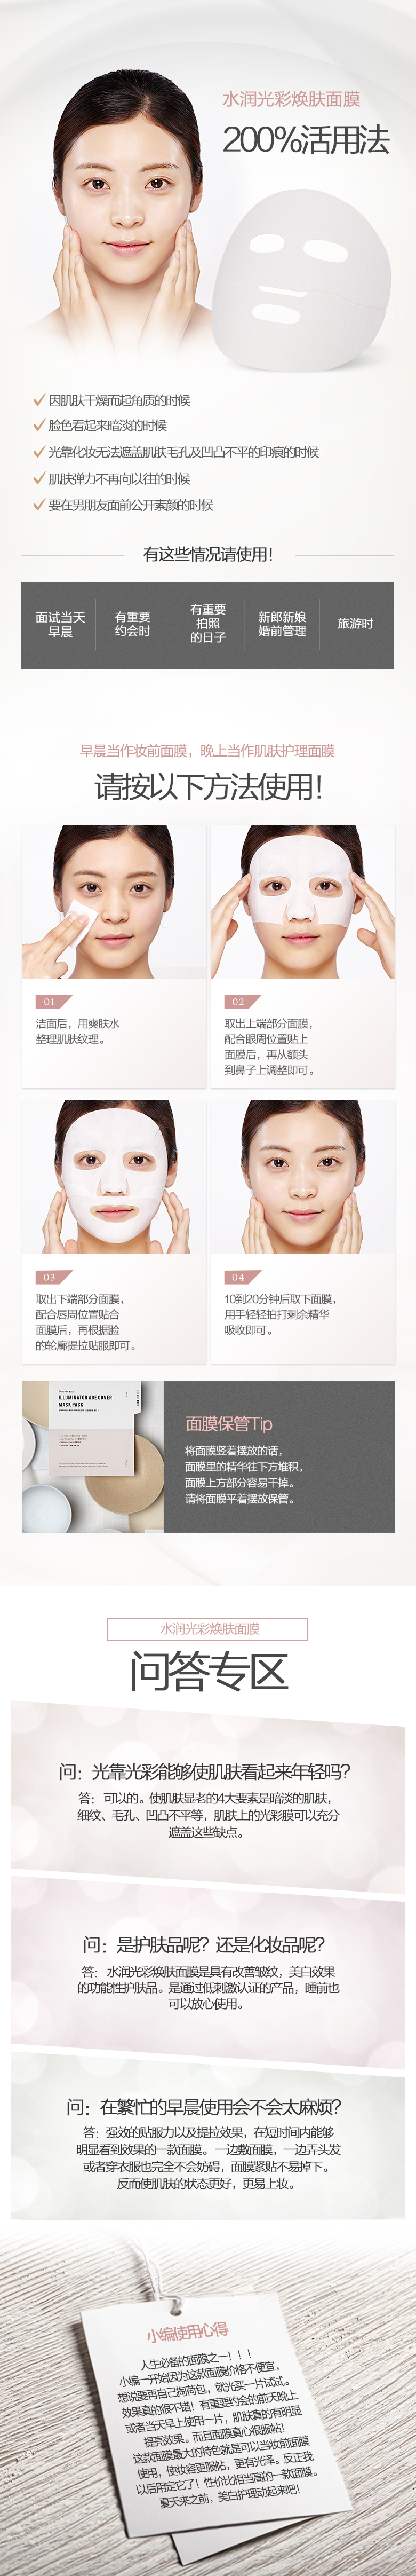 水润光彩焕肤面膜
200%活用法
因肌肤干燥而起角质的时候
脸色看起来暗淡的时候
光靠化妆无法遮盖肌肤毛孔及凹凸不平的印痕的时候
肌肤弹力不再向以往的时候
要在男朋友面前公开素颜的时候
有这些情况请使用!
面试当天
早晨
有重要
约会时
有重要
拍照
的日子
新郎新娘
婚前管理
旅游时
早晨当作妆前面膜，晚上当作肌肤护理面膜
请按以下方法使用!
01
洁面后，用爽肤水
整理肌肤纹理。
02
取出上端部分面膜，
配合眼周位置贴上
面膜后，再从额头
到鼻子上调整即可。
03
取出下端部分面膜，
配合唇周位置贴合
面膜后，再根据脸
的轮廓提拉贴服即可。
04
10到20分钟后取下面膜，
用手轻轻拍打剩余精华
吸收即可。
ILLUMINATOR AGE COVER
MASK PACK
面膜保管Tip
将面膜竖着摆放的话，
面膜里的精华往下方堆积，
面膜上方部分容易干掉。
请将面膜平着摆放保管。
水润光彩焕肤面膜
问答专区
问：光靠光彩能够使肌肤看起来年轻吗?
答： 可以的。使肌肤显老的4大要素是暗淡的肌肤，
细纹、毛孔、凹凸不平等，肌肤上的光彩膜可以充分
遮盖这些缺点。
问：是护肤品呢？还是化妆品呢?
答： 水润光彩焕肤面膜是具有改善皱纹，美白效果
的功能性护肤品。是通过低刺激认证的产品，睡前也
可以放心使用。
问：在繁忙的早晨使用会不会太麻烦?
答：强效的贴服力以及提拉效果，在短时间内能够
明显看到效果的一款面膜。一边敷面膜，一边弄头发
或者穿衣服也完全不会妨碍，面膜紧贴不易掉下。
反而使肌肤的状态更好，更易上妆。
小编使用心得
人生必备的面膜之一！！！
小编一开始因为这款面膜价格不便宜，
想说要再自己掏荷包，就光买一片试试。
效果真的很不错！有重要约会的前天晚上
或者当天早上使用一片，肌肤真的有明显
提亮效果。而且面膜真心很服帖!
这款面膜最大的特色就是可以当妆前面膜
使用，使妆容更服帖，更有光泽。反正我
以后用定它了！性价比相当高的一款面膜。
夏天来之前，美白护理动起来吧!